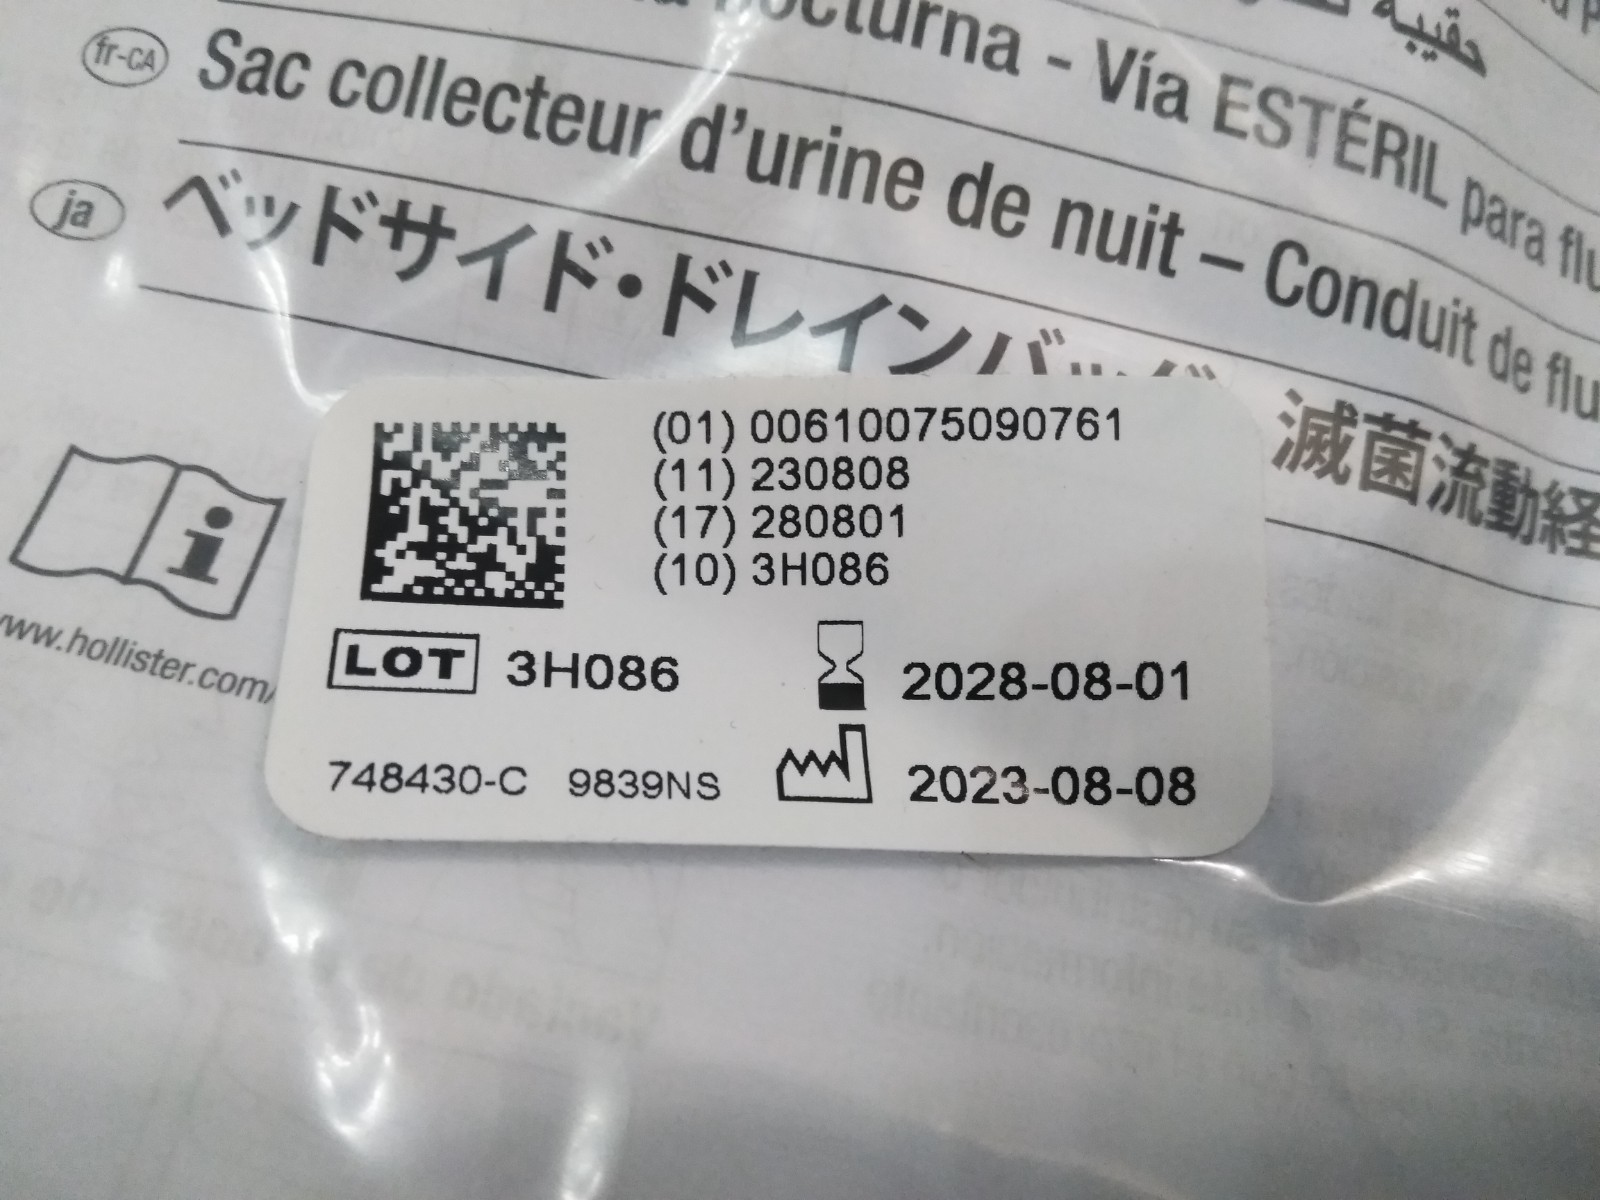 حقيبة
nocturna - Vía ESTÉRIL para flu
fr-CA Sac collecteur d'urine de nuit – Conduit de flu
ja ベッドサイド・ドレインバッグ 滅菌流動経
www.hollister.com/
(01) 00610075090761
(11) 230808
(17) 280801
(10) 3H086
LOT 3H086 2028-08-01
748430-C 9839NS 2023-08-08